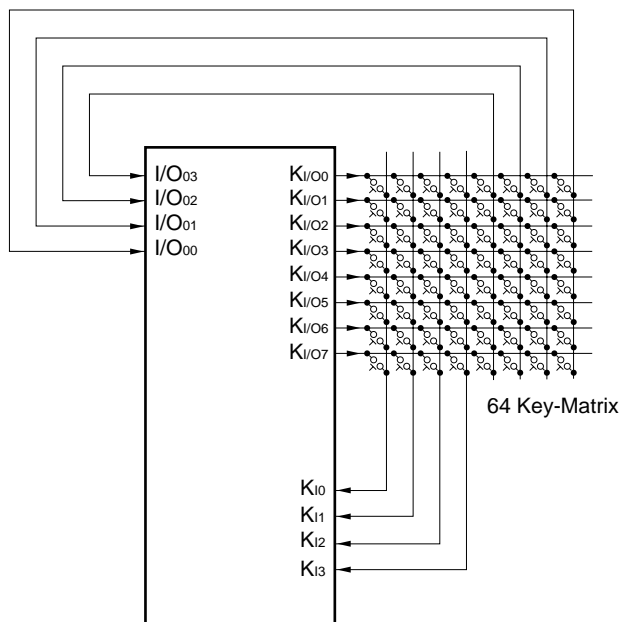 I/O03
I/O02
I/O01
I/O00
KI/O0
KI/O1
KI/O2
KI/O3
KI/O4
KI/O5
KI/O6
KI/O7
64 Key-Matrix
KI0
KI1
KI2
KI3